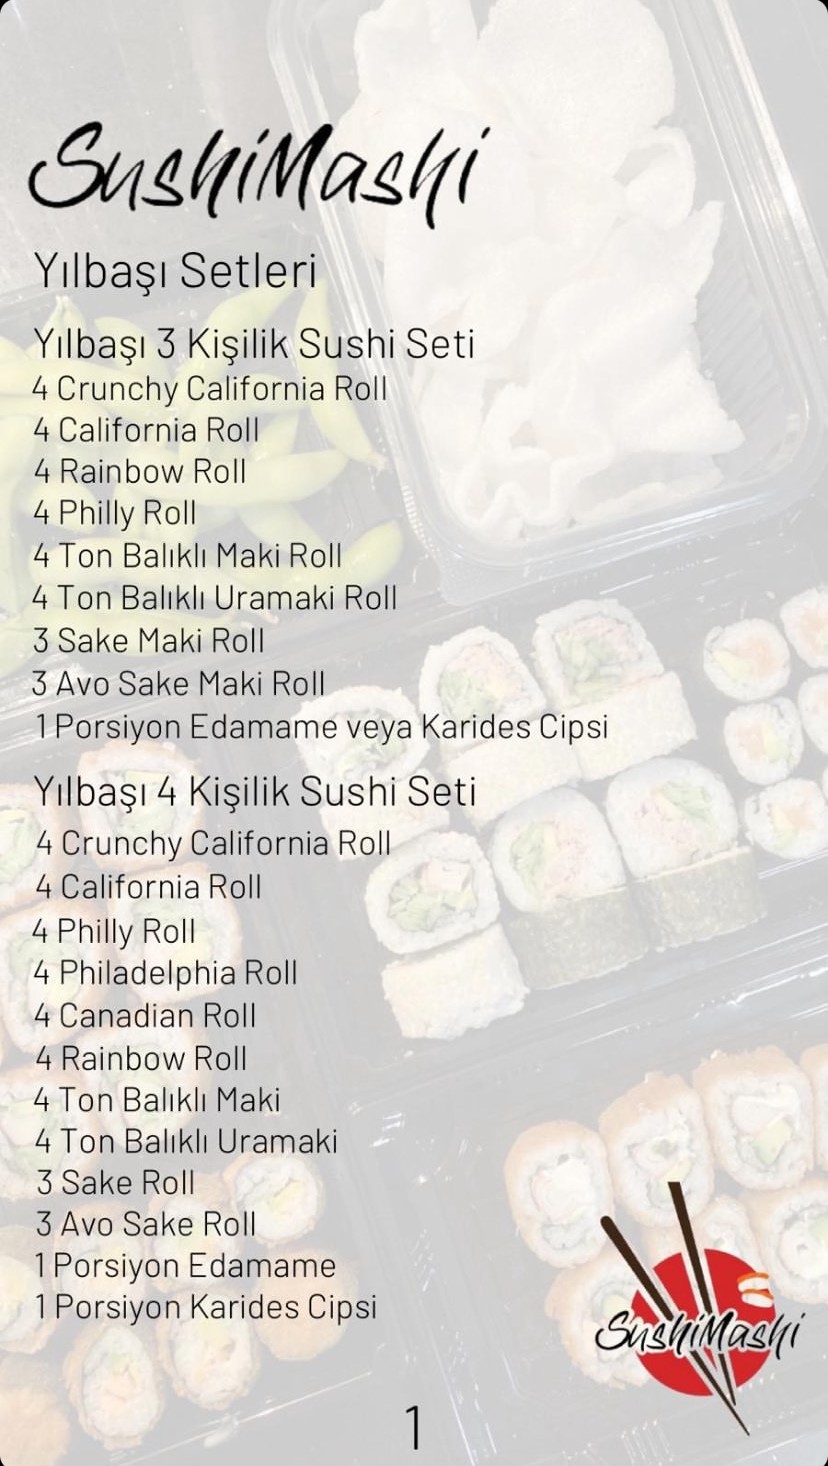 SushiMashi
Yılbaşı Setleri
Yılbaşı 3 Kişilik Sushi Seti
4 Crunchy California Roll
4 California Roll
4 Rainbow Roll
4 Philly Roll
4 Ton Balıklı Maki Roll
4 Ton Balıklı Uramaki Roll
3 Sake Maki Roll
3 Avo Sake Maki Roll
1 Porsiyon Edamame veya Karides Cipsi
Yılbaşı 4 Kişilik Sushi Seti
4 Crunchy California Roll
4 California Roll
4 Philly Roll
4 Philadelphia Roll
4 Canadian Roll
4 Rainbow Roll
4 Ton Balıklı Maki
4 Ton Balıklı Uramaki
3 Sake Roll
3 Avo Sake Roll
1 Porsiyon Edamame
1 Porsiyon Karides Cipsi
SushiMashi
1